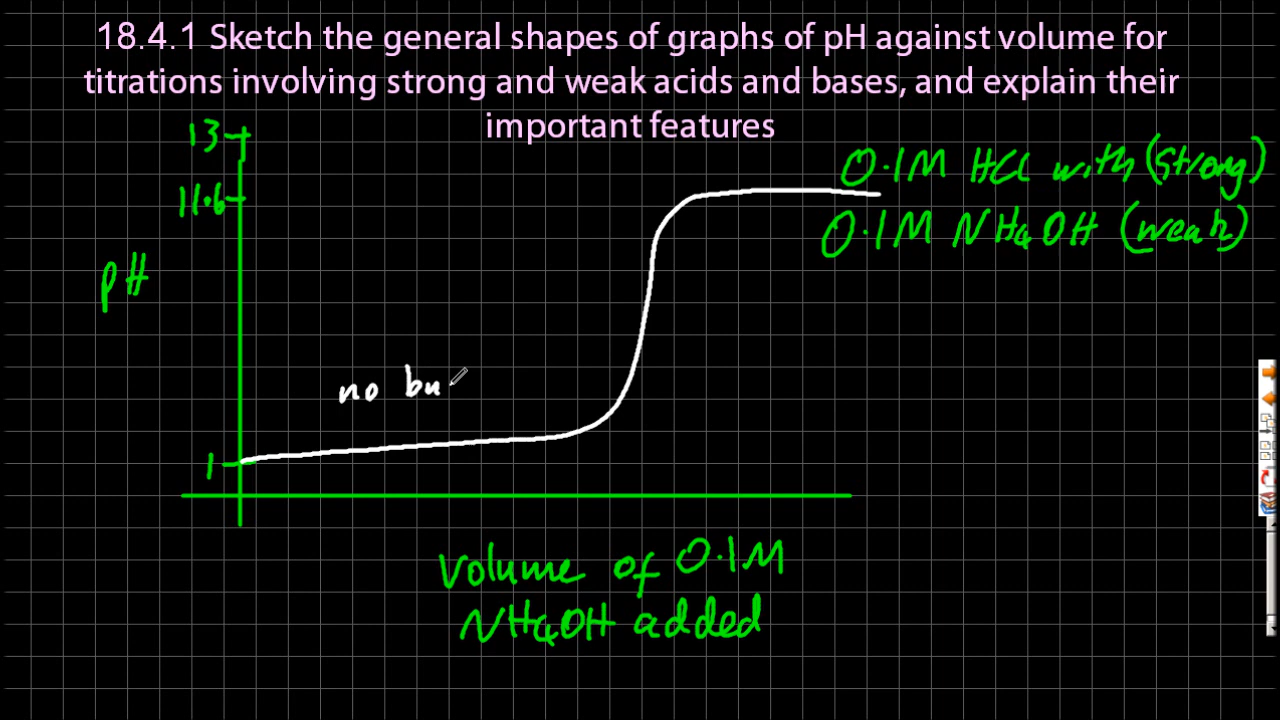 18.4.1 Sketch the general shapes of graphs of pH against volume for
titrations involving strong and weak acids and bases, and explain their
important features
13
0.1M HCl with (strong)
11.6
0.1M NH4OH (weak)
pH
no bu
1
Volume of 0.1M
NH4OH added